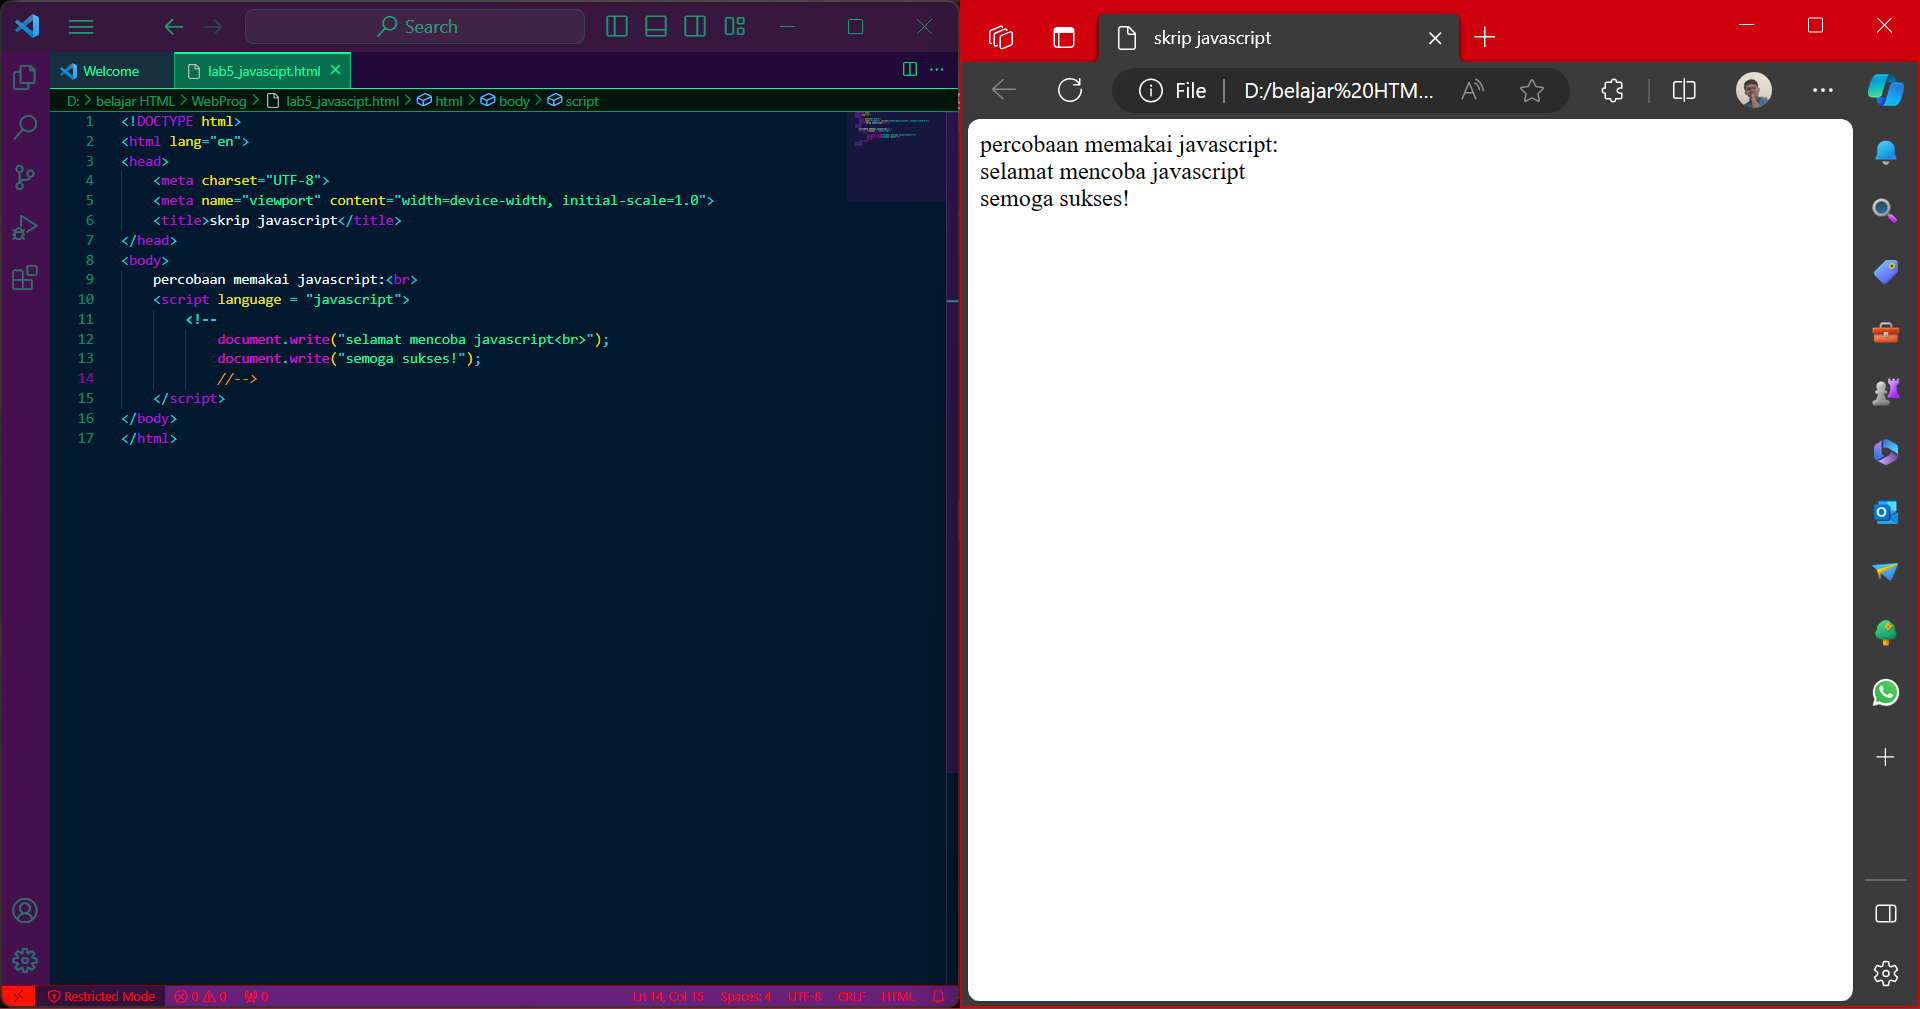 Search
Welcome
lab5_javascipt.html
D: > belajar HTML > WebProg > lab5_javascipt.html > html > body > script
1 <!DOCTYPE html>
2 <html lang="en">
3 <head>
4 <meta charset="UTF-8">
5 <meta name="viewport" content="width=device-width, initial-scale=1.0">
6 <title>skrip javascript</title>
7 </head>
8 <body>
9 percobaan memakai javascript:<br>
10 <script language = "javascript">
11 <!--
12 document.write("selamat mencoba javascript<br>");
13 document.write("semoga sukses!");
14 //-->
15 </script>
16 </body>
17 </html>
Restricted Mode 0 0 0 Ln 14, Col 15 Spaces: 4 UTF-8 CRLF HTML
skrip javascript
File D:/belajar%20HTM...
percobaan memakai javascript:
selamat mencoba javascript
semoga sukses!